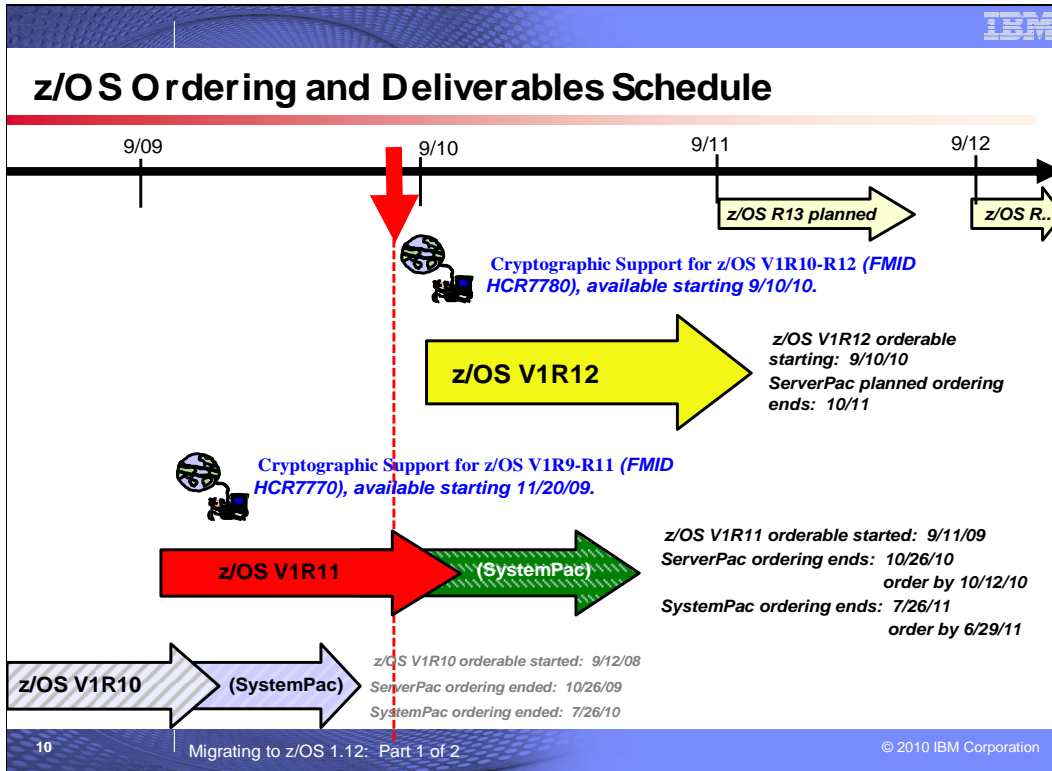 IBM
z/OS Ordering and Deliverables Schedule
9/09
9/10
9/11
9/12
z/OS R13 planned
z/OS R..
Cryptographic Support for z/OS V1R10-R12 (FMID
HCR7780), available starting 9/10/10.
z/OS V1R12
z/OS V1R12 orderable
starting: 9/10/10
ServerPac planned ordering
ends: 10/11
Cryptographic Support for z/OS V1R9-R11 (FMID
HCR7770), available starting 11/20/09.
z/OS V1R11
(SystemPac)
z/OS V1R11 orderable started: 9/11/09
ServerPac ordering ends: 10/26/10
order by 10/12/10
SystemPac ordering ends: 7/26/11
order by 6/29/11
z/OS V1R10
(SystemPac)
z/OS V1R10 orderable started: 9/12/08
ServerPac ordering ended: 10/26/09
SystemPac ordering ended: 7/26/10
10
Migrating to z/OS 1.12: Part 1 of 2
© 2010 IBM Corporation